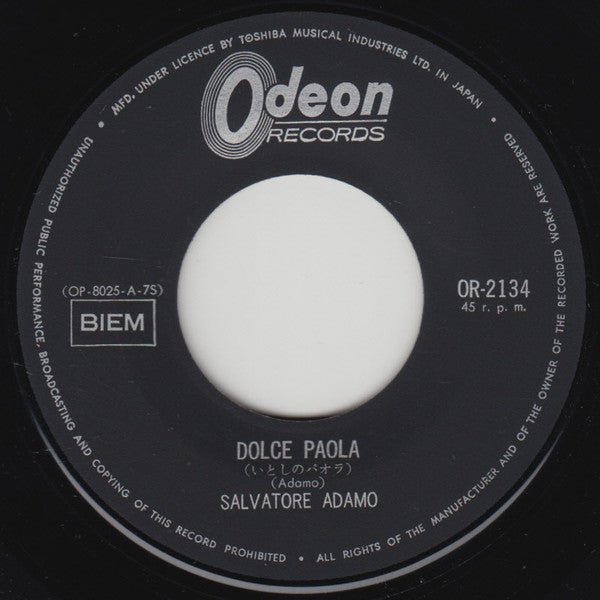 MFD. UNDER LICENCE BY TOSHIBA MUSICAL INDUSTRIES LTD. IN JAPAN •
Odeon
RECORDS
(OP-8025-A-7S)
BIEM
OR-2134
45 r. p. m.
DOLCE PAOLA
(いとしのパオラ)
(Adamo)
SALVATORE ADAMO
• UNAUTHORIZED PUBLIC PERFORMANCE, BROADCASTING AND COPYING OF THIS RECORD PROHIBITED • ALL RIGHTS OF THE MANUFACTURER AND OF THE OWNER OF THE RECORDED WORK ARE RESERVED